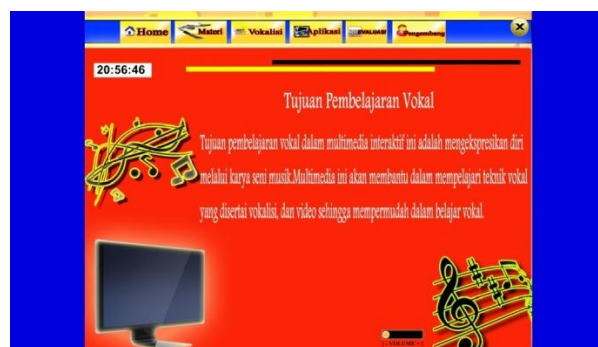 Home Materi Vokalisi Aplikasi EVALUASI Pengembang
20:56:46
Tujuan Pembelajaran Vokal
Tujuan pembelajaran vokal dalam multimedia interaktif ini adalah mengekspresikan diri
melalui karya seni musik.Multimedia ini akan membantu dalam mempelajari teknik vokal
yang disertai vokalisi, dan video sehingga mempermudah dalam belajar vokal.
(- VOLUME + )